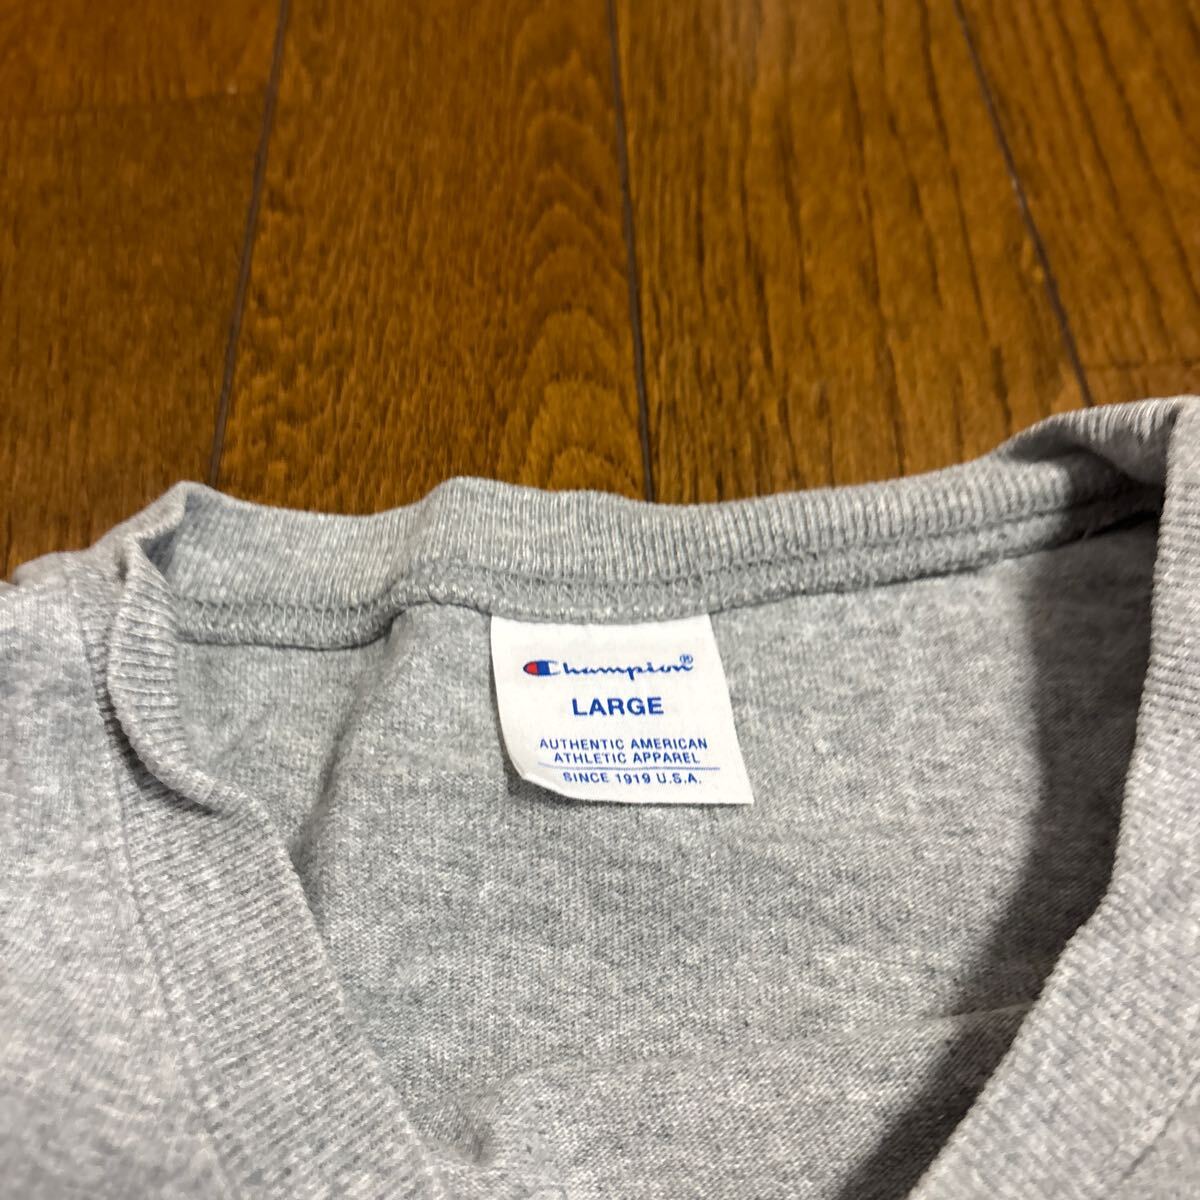 Champion®
LARGE
AUTHENTIC AMERICAN
ATHLETIC APPAREL
SINCE 1919 U.S.A.